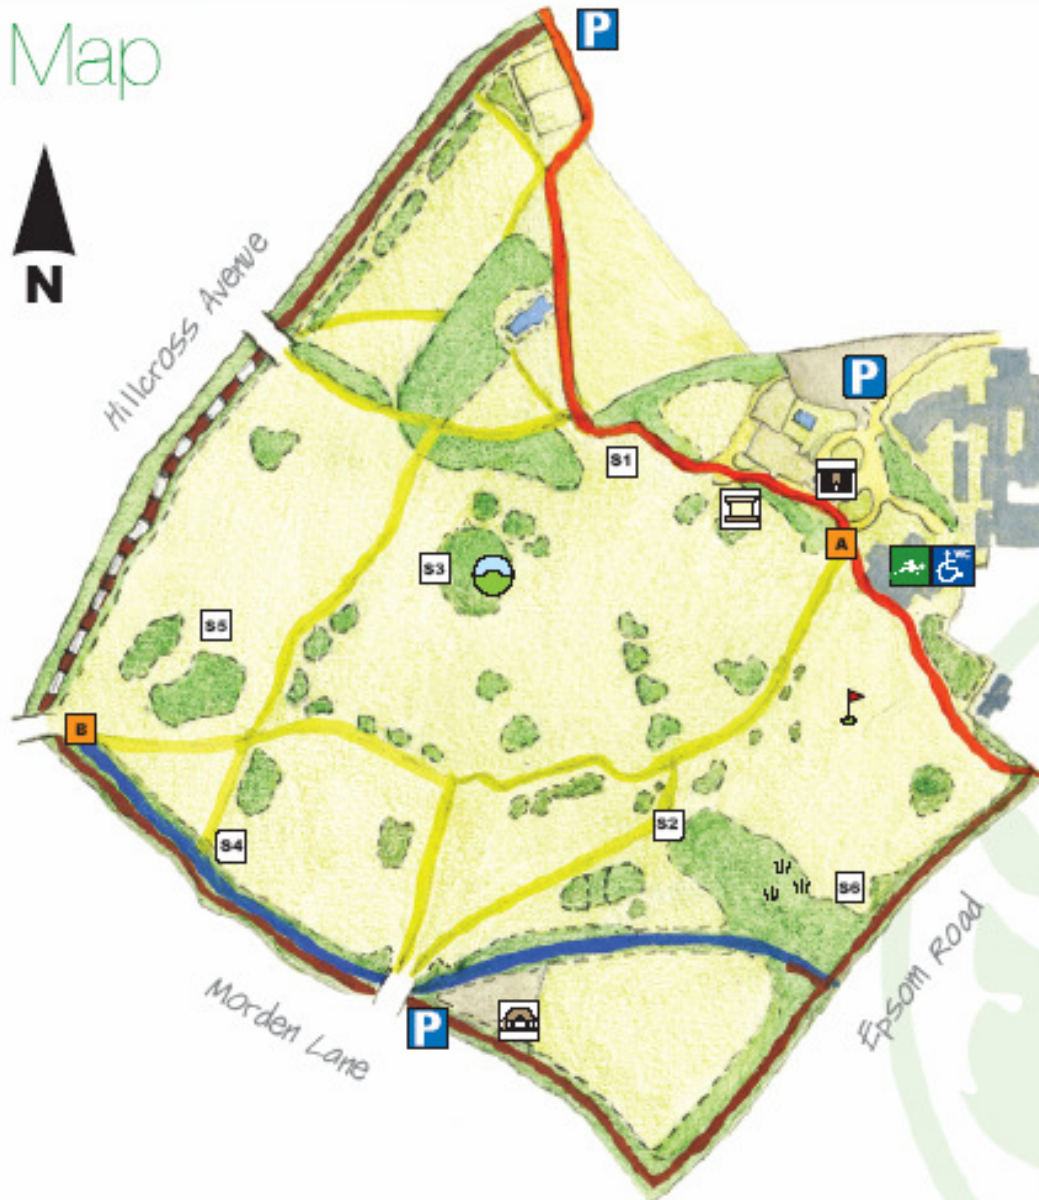 Map
P
N
Hillcross Avenue
P
S1
A
WC
S3
S5
B
S2
S4
S6
Morden Lane
Epsom Road
P